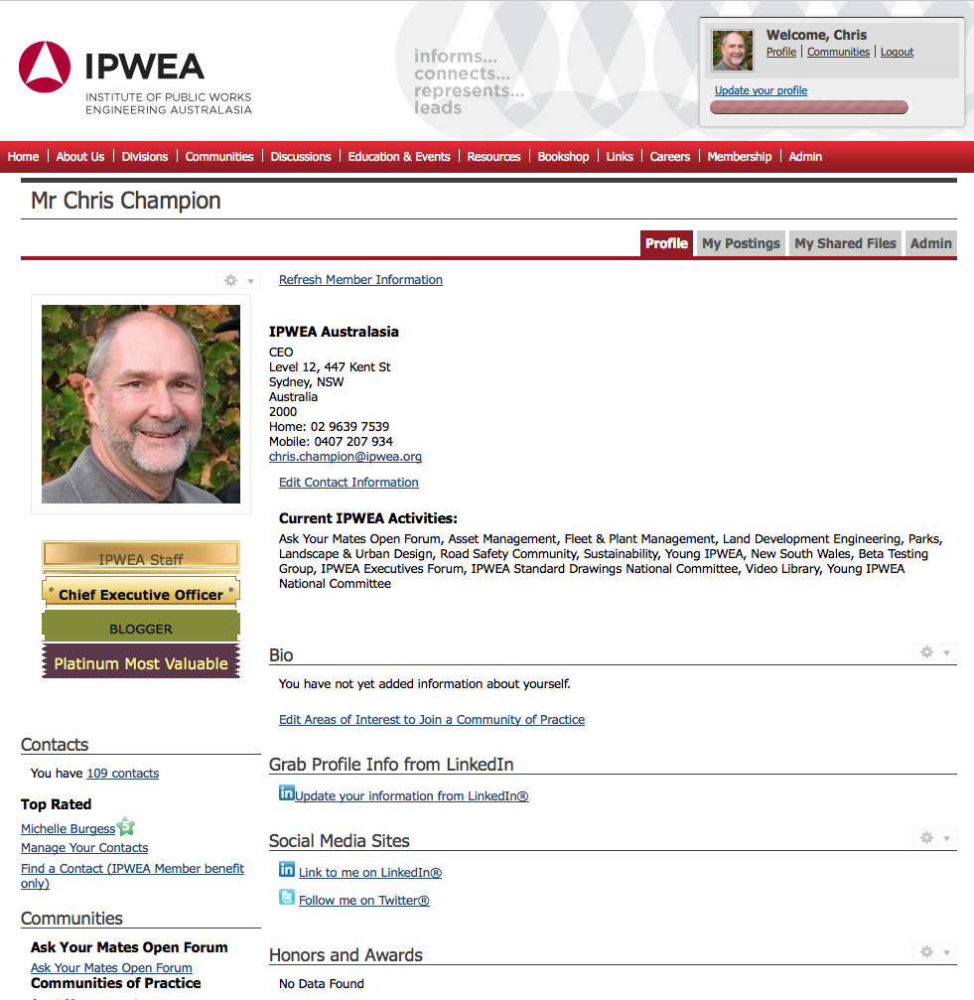 IPWEA
INSTITUTE OF PUBLIC WORKS
ENGINEERING AUSTRALASIA
informs...
connects...
represents...
leads
Welcome, Chris
Profile | Communities | Logout
Update your profile
Home | About Us | Divisions | Communities | Discussions | Education & Events | Resources | Bookshop | Links | Careers | Membership | Admin
Mr Chris Champion
Profile My Postings My Shared Files Admin
Refresh Member Information
IPWEA Australasia
CEO
Level 12, 447 Kent St
Sydney, NSW
Australia
2000
Home: 02 9639 7539
Mobile: 0407 207 934
chris.champion@ipwea.org
Edit Contact Information
Current IPWEA Activities:
Ask Your Mates Open Forum, Asset Management, Fleet & Plant Management, Land Development Engineering, Parks,
Landscape & Urban Design, Road Safety Community, Sustainability, Young IPWEA, New South Wales, Beta Testing
Group, IPWEA Executives Forum, IPWEA Standard Drawings National Committee, Video Library, Young IPWEA
National Committee
IPWEA Staff
Chief Executive Officer
BLOGGER
Platinum Most Valuable
Bio
You have not yet added information about yourself.
Edit Areas of Interest to Join a Community of Practice
Contacts
You have 109 contacts
Top Rated
Michelle Burgess 5
Manage Your Contacts
Find a Contact (IPWEA Member benefit
only)
Communities
Ask Your Mates Open Forum
Ask Your Mates Open Forum
Communities of Practice
Grab Profile Info from LinkedIn
in Update your information from LinkedIn®
Social Media Sites
in Link to me on LinkedIn®
t Follow me on Twitter®
Honors and Awards
No Data Found